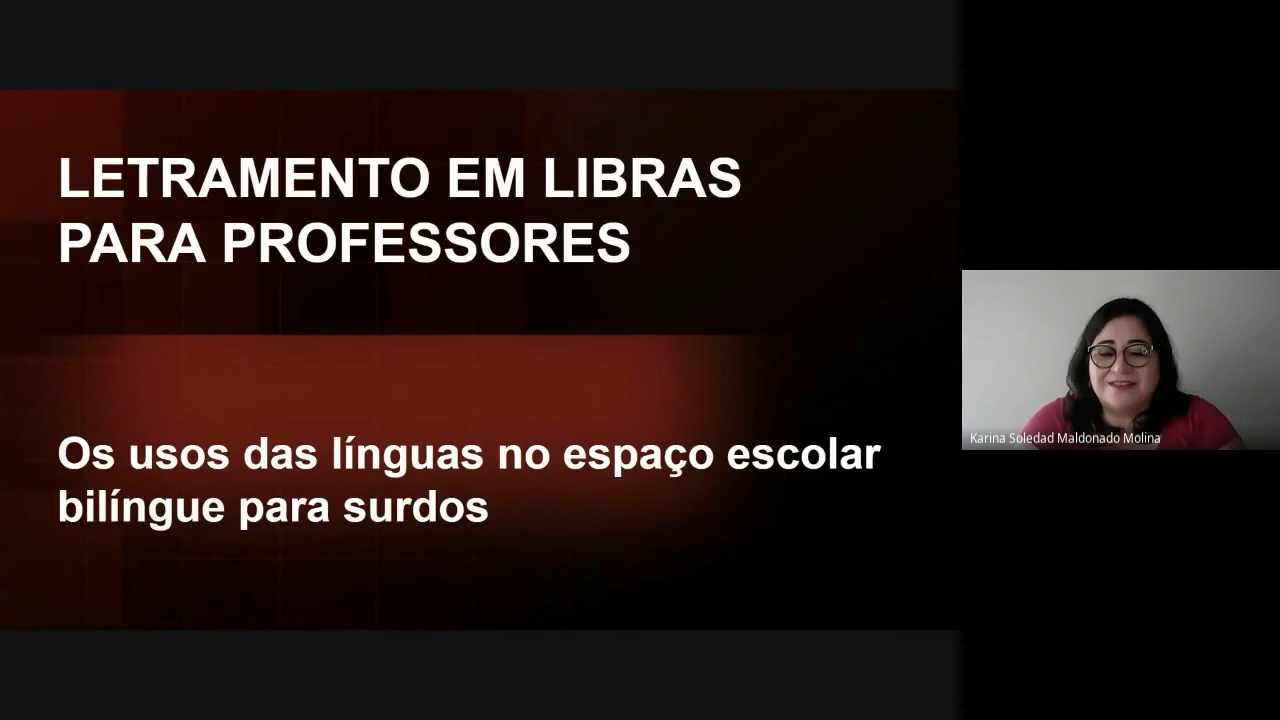 LETRAMENTO EM LIBRAS
PARA PROFESSORES
Os usos das línguas no espaço escolar
bilíngue para surdos
Karina Soledad Maldonado Molina